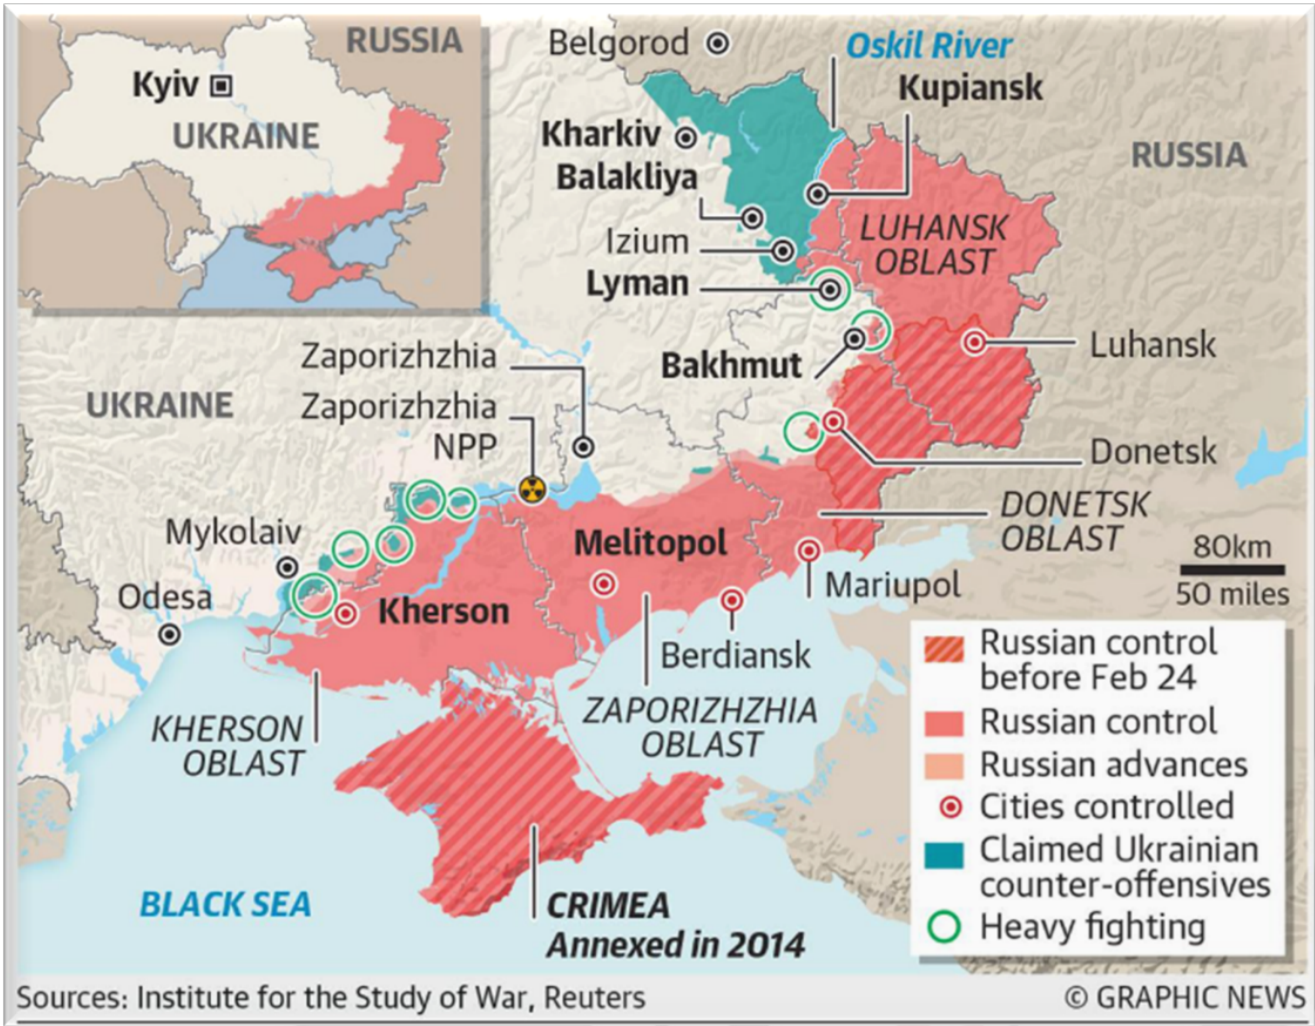 RUSSIA
Kyiv
UKRAINE
Belgorod
Oskil River
Kupiansk
Kharkiv
Balakliya
RUSSIA
Izium
LUHANSK
OBLAST
Lyman
Luhansk
Bakhmut
Zaporizhzhia
UKRAINE
Zaporizhzhia
NPP
Donetsk
DONETSK
OBLAST
Mykolaiv
Melitopol
80km
50 miles
Odesa
Kherson
Mariupol
Berdiansk
KHERSON
OBLAST
ZAPORIZHZHIA
OBLAST
Russian control
before Feb 24
Russian control
Russian advances
Cities controlled
Claimed Ukrainian
counter-offensives
Heavy fighting
BLACK SEA
CRIMEA
Annexed in 2014
Sources: Institute for the Study of War, Reuters
© GRAPHIC NEWS